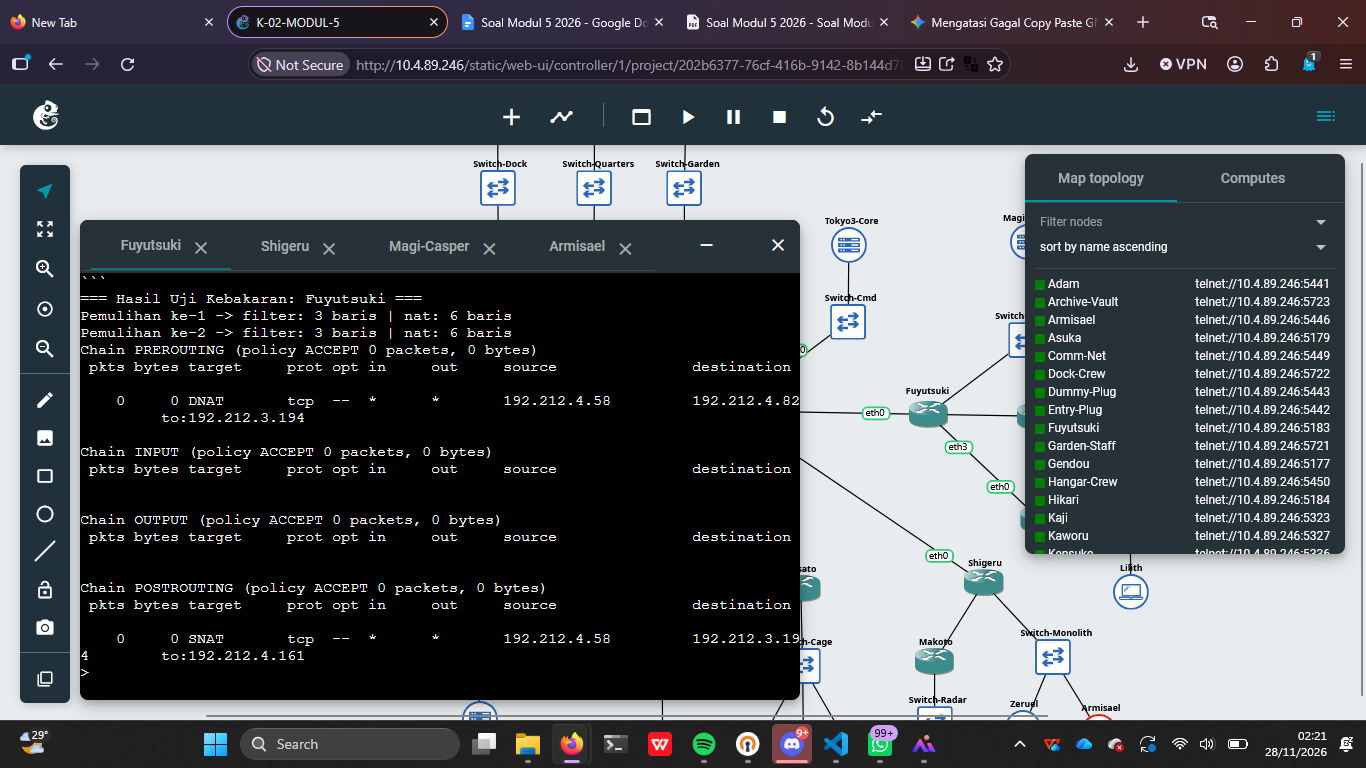 New Tab
K-02-MODUL-5
Soal Modul 5 2026 - Google Do
Soal Modul 5 2026 - Soal Modu
Mengatasi Gagal Copy Paste GN
Not Secure
http://10.4.89.246/static/web-ui/controller/1/project/202b6377-76cf-416b-9142-8b144d7
1
VPN
Switch-Dock
Switch-Quarters
Switch-Garden
Tokyo3-Core
Magi
Switch-Cmd
Switch-
Fuyutsuki
eth0
eth3
eth0
eth0
Shigeru
Lilith
sato
Makoto
Switch-Monolith
ch-Cage
Switch-Radar
Zeruel
Armisael
Map topology
Computes
Filter nodes
sort by name ascending
Adam telnet://10.4.89.246:5441
Archive-Vault telnet://10.4.89.246:5723
Armisael telnet://10.4.89.246:5446
Asuka telnet://10.4.89.246:5179
Comm-Net telnet://10.4.89.246:5449
Dock-Crew telnet://10.4.89.246:5722
Dummy-Plug telnet://10.4.89.246:5443
Entry-Plug telnet://10.4.89.246:5442
Fuyutsuki telnet://10.4.89.246:5183
Garden-Staff telnet://10.4.89.246:5721
Gendou telnet://10.4.89.246:5177
Hangar-Crew telnet://10.4.89.246:5450
Hikari telnet://10.4.89.246:5184
Kaji telnet://10.4.89.246:5323
Kaworu telnet://10.4.89.246:5327
Kensuke telnet://10.4.89.246:5336
Fuyutsuki
Shigeru
Magi-Casper
Armisael
```
=== Hasil Uji Kebakaran: Fuyutsuki ===
Pemulihan ke-1 -> filter: 3 baris | nat: 6 baris
Pemulihan ke-2 -> filter: 3 baris | nat: 6 baris
Chain PREROUTING (policy ACCEPT 0 packets, 0 bytes)
pkts bytes target prot opt in out source destination
0 0 DNAT tcp -- * * 192.212.4.58 192.212.4.82
to:192.212.3.194
Chain INPUT (policy ACCEPT 0 packets, 0 bytes)
pkts bytes target prot opt in out source destination
Chain OUTPUT (policy ACCEPT 0 packets, 0 bytes)
pkts bytes target prot opt in out source destination
Chain POSTROUTING (policy ACCEPT 0 packets, 0 bytes)
pkts bytes target prot opt in out source destination
0 0 SNAT tcp -- * * 192.212.4.58 192.212.3.19
4 to:192.212.4.161
>
29°
Search
9+
99+
02:21
28/11/2026